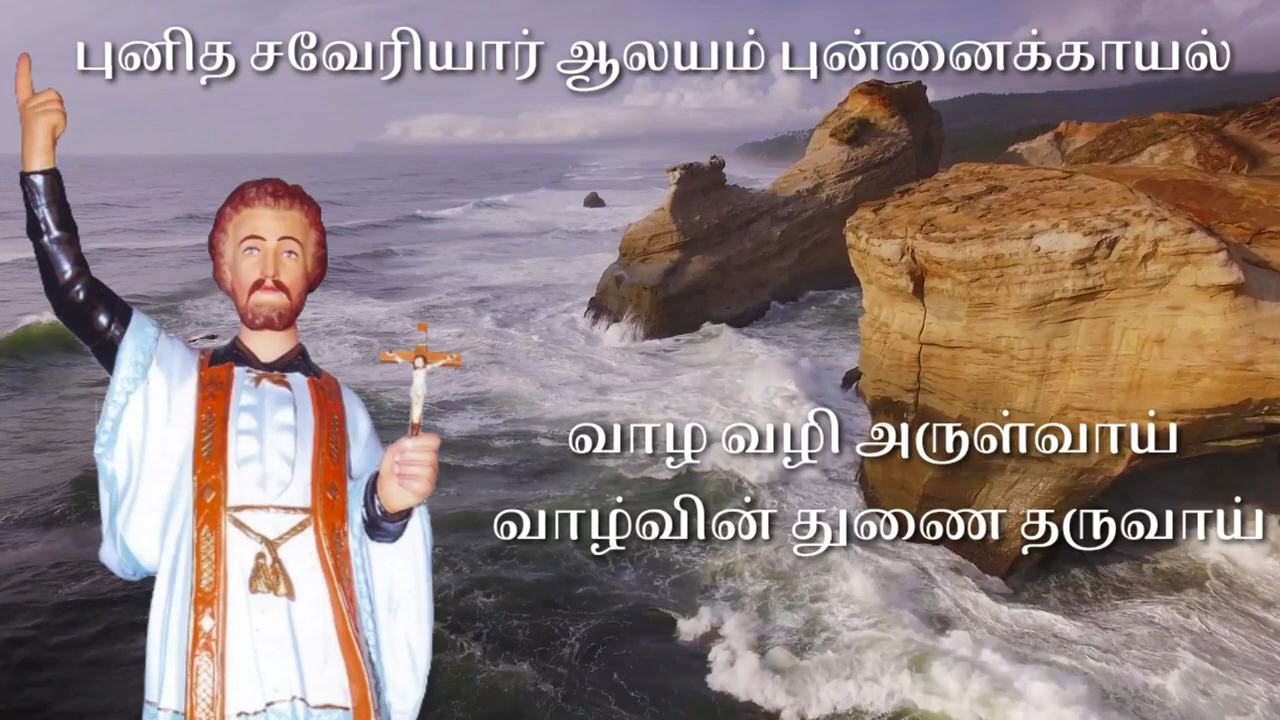 புனித சவேரியார் ஆலயம் புன்னைக்காயல்
வாழ வழி அருள்வாய்
வாழ்வின் துணை தருவாய்